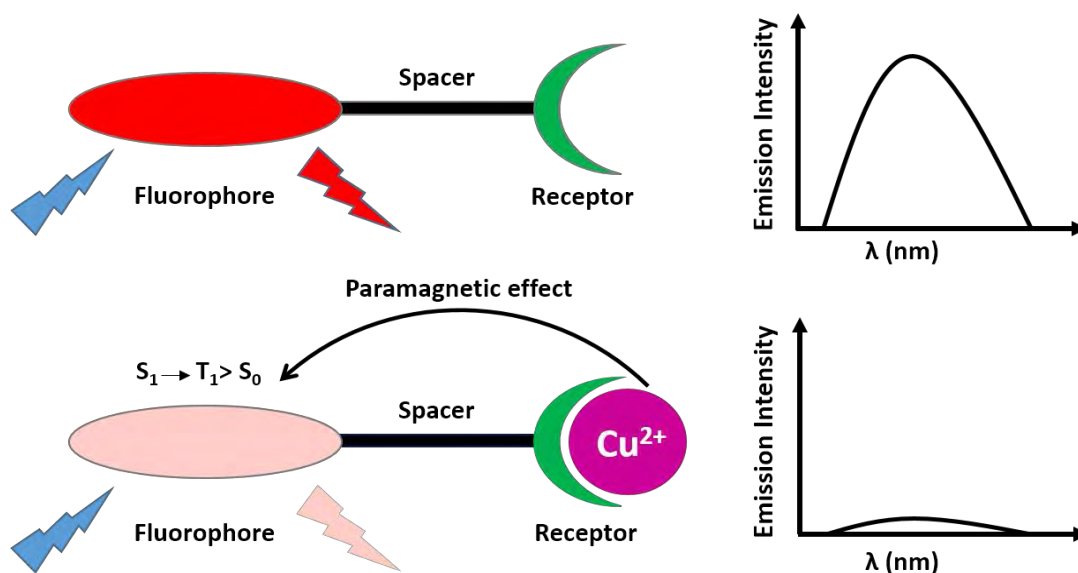 Spacer
Fluorophore
Receptor
Emission Intensity
λ (nm)
Paramagnetic effect
S₁ → T₁ > S₀
Spacer
Cu²⁺
Fluorophore
Receptor
Emission Intensity
λ (nm)